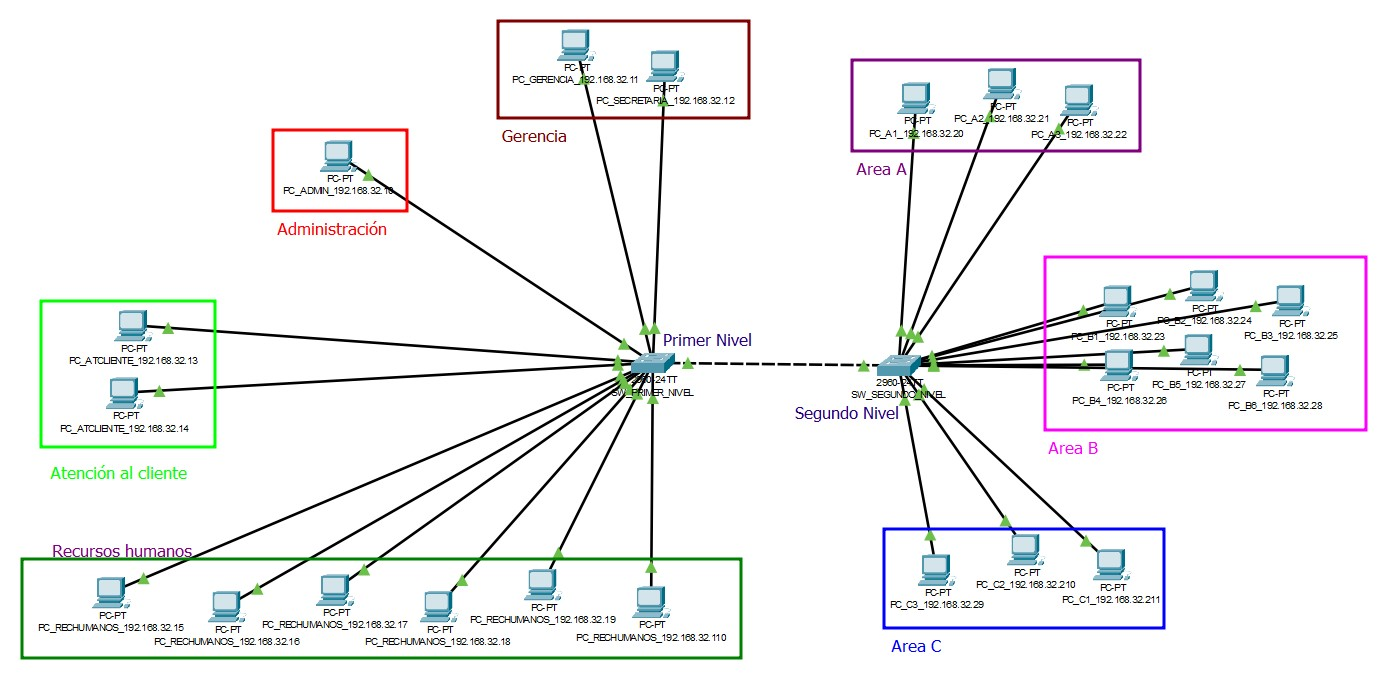 PC-PT
PC_GERENCIA_192.168.32.11
PC-PT
PC_SECRETARIA_192.168.32.12
Gerencia
PC-PT
PC_ADMIN_192.168.32.10
Administración
PC-PT
PC_ATCLIENTE_192.168.32.13
PC-PT
PC_ATCLIENTE_192.168.32.14
Atención al cliente
Recursos humanos
PC-PT
PC_RECHUMANOS_192.168.32.15
PC-PT
PC_RECHUMANOS_192.168.32.16
PC-PT
PC_RECHUMANOS_192.168.32.17
PC-PT
PC_RECHUMANOS_192.168.32.18
PC-PT
PC_RECHUMANOS_192.168.32.19
PC-PT
PC_RECHUMANOS_192.168.32.110
Primer Nivel
2960-24TT
SW_PRIMER_NIVEL
2960-24TT
SW_SEGUNDO_NIVEL
Segundo Nivel
PC-PT
PC_A1_192.168.32.20
PC-PT
PC_A2_192.168.32.21
PC-PT
PC_A3_192.168.32.22
Area A
PC-PT
PC_B1_192.168.32.23
PC-PT
PC_B2_192.168.32.24
PC-PT
PC_B3_192.168.32.25
PC-PT
PC_B4_192.168.32.26
PC-PT
PC_B5_192.168.32.27
PC-PT
PC_B6_192.168.32.28
Area B
PC-PT
PC_C3_192.168.32.29
PC-PT
PC_C2_192.168.32.210
PC-PT
PC_C1_192.168.32.211
Area C